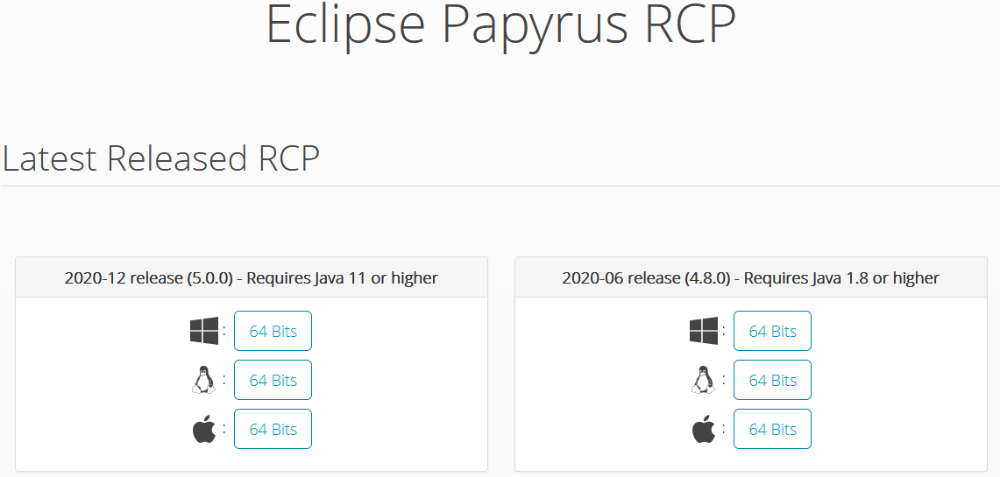 Eclipse Papyrus RCP
Latest Released RCP
2020-12 release (5.0.0) - Requires Java 11 or higher
: 64 Bits
: 64 Bits
: 64 Bits
2020-06 release (4.8.0) - Requires Java 1.8 or higher
: 64 Bits
: 64 Bits
: 64 Bits